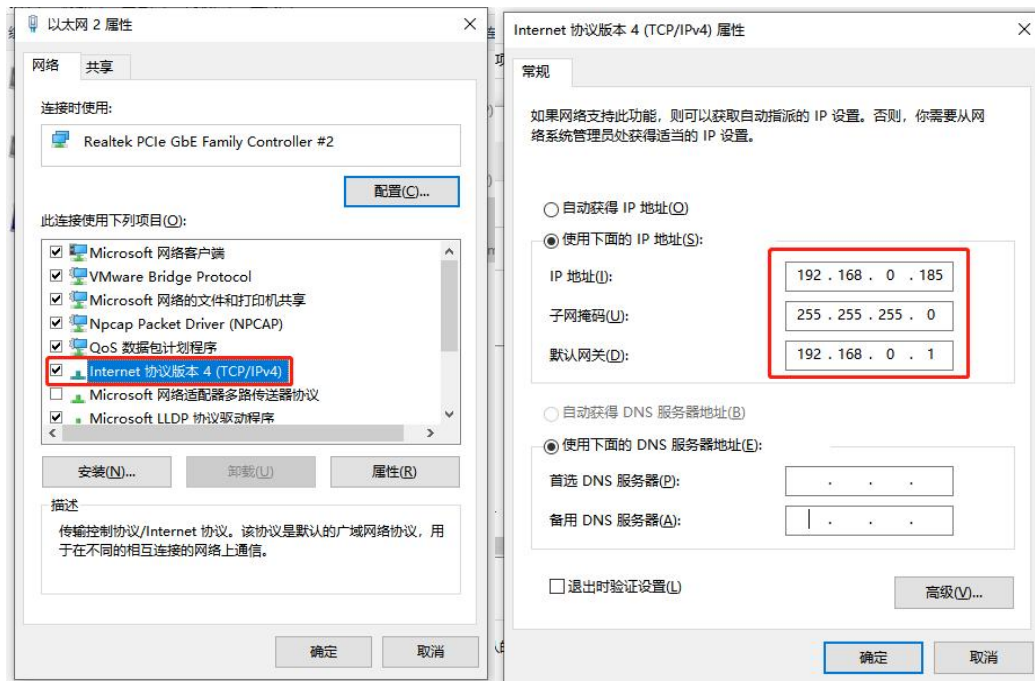 以太网 2 属性
网络
共享
连接时使用:
Realtek PCIe GbE Family Controller #2
配置(C)...
此连接使用下列项目(O):
Microsoft 网络客户端
VMware Bridge Protocol
Microsoft 网络的文件和打印机共享
Npcap Packet Driver (NPCAP)
QoS 数据包计划程序
Internet 协议版本 4 (TCP/IPv4)
Microsoft 网络适配器多路传送器协议
Microsoft LLDP 协议驱动程序
安装(N)...
卸载(U)
属性(R)
描述
传输控制协议/Internet 协议。该协议是默认的广域网络协议，用
于在不同的相互连接的网络上通信。
确定
取消
Internet 协议版本 4 (TCP/IPv4) 属性
常规
如果网络支持此功能，则可以获取自动指派的 IP 设置。否则，你需要从网
络系统管理员处获得适当的 IP 设置。
自动获得 IP 地址(O)
使用下面的 IP 地址(S):
IP 地址(I):
192 . 168 . 0 . 185
子网掩码(U):
255 . 255 . 255 . 0
默认网关(D):
192 . 168 . 0 . 1
自动获得 DNS 服务器地址(B)
使用下面的 DNS 服务器地址(E):
首选 DNS 服务器(P):
. . .
备用 DNS 服务器(A):
. . .
退出时验证设置(L)
高级(V)...
确定
取消